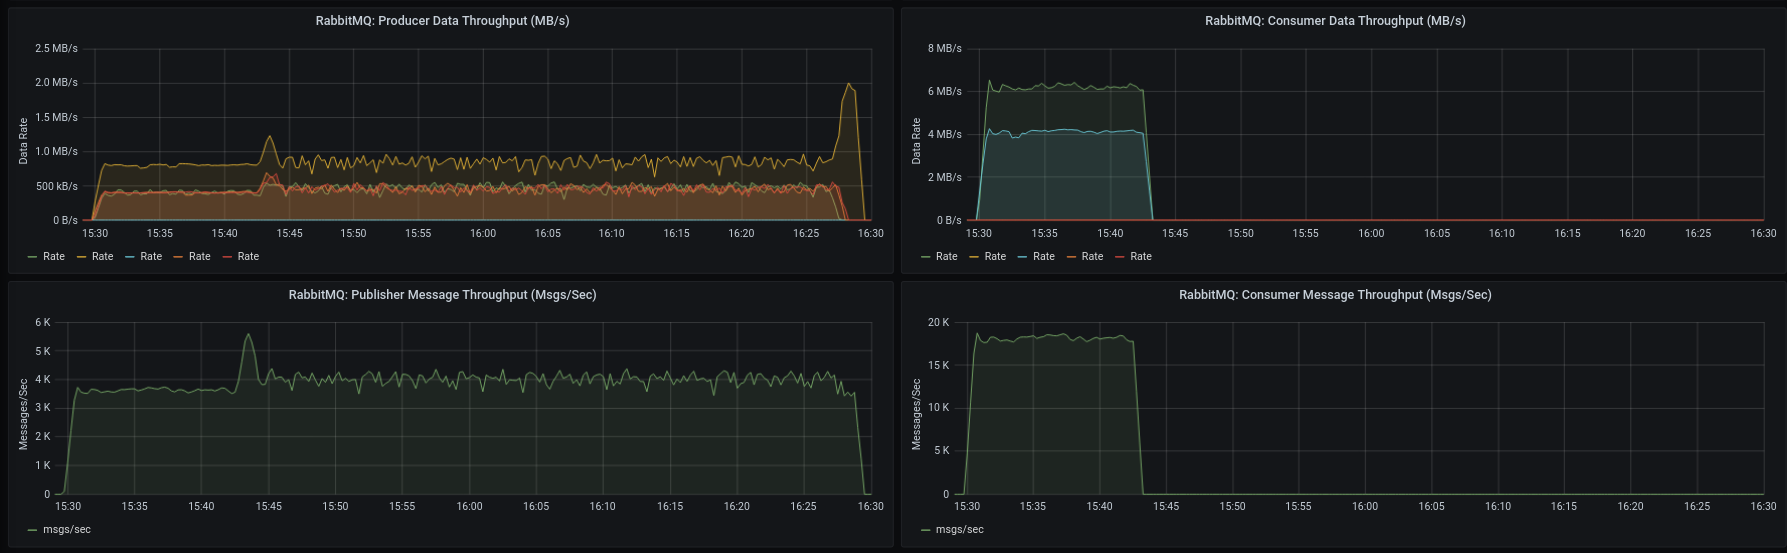 RabbitMQ: Producer Data Throughput (MB/s)
Data Rate
2.5 MB/s
2.0 MB/s
1.5 MB/s
1.0 MB/s
500 kB/s
0 B/s
15:30 15:35 15:40 15:45 15:50 15:55 16:00 16:05 16:10 16:15 16:20 16:25 16:30
Rate Rate Rate Rate Rate
RabbitMQ: Consumer Data Throughput (MB/s)
Data Rate
8 MB/s
6 MB/s
4 MB/s
2 MB/s
0 B/s
15:30 15:35 15:40 15:45 15:50 15:55 16:00 16:05 16:10 16:15 16:20 16:25 16:30
Rate Rate Rate Rate Rate
RabbitMQ: Publisher Message Throughput (Msgs/Sec)
Messages/Sec
6 K
5 K
4 K
3 K
2 K
1 K
0
15:30 15:35 15:40 15:45 15:50 15:55 16:00 16:05 16:10 16:15 16:20 16:25 16:30
msgs/sec
RabbitMQ: Consumer Message Throughput (Msgs/Sec)
Messages/Sec
20 K
15 K
10 K
5 K
0
15:30 15:35 15:40 15:45 15:50 15:55 16:00 16:05 16:10 16:15 16:20 16:25 16:30
msgs/sec